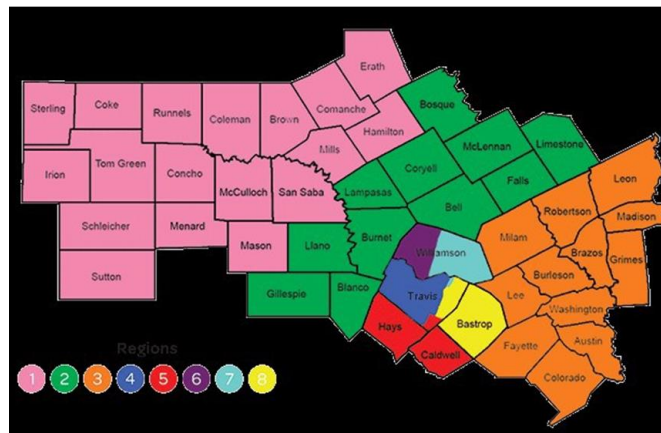 Erath
Sterling
Coke
Runnels
Coleman
Brown
Comanche
Bosque
Hamilton
Mills
McLennan
Limestone
Irion
Tom Green
Concho
McCulloch
San Saba
Lampasas
Coryell
Falls
Leon
Bell
Robertson
Madison
Schleicher
Menard
Mason
Llano
Burnet
Williamson
Milam
Brazos
Grimes
Sutton
Gillespie
Blanco
Travis
Lee
Burleson
Washington
Hays
Bastrop
Caldwell
Fayette
Austin
Colorado
Regions
1 2 3 4 5 6 7 8